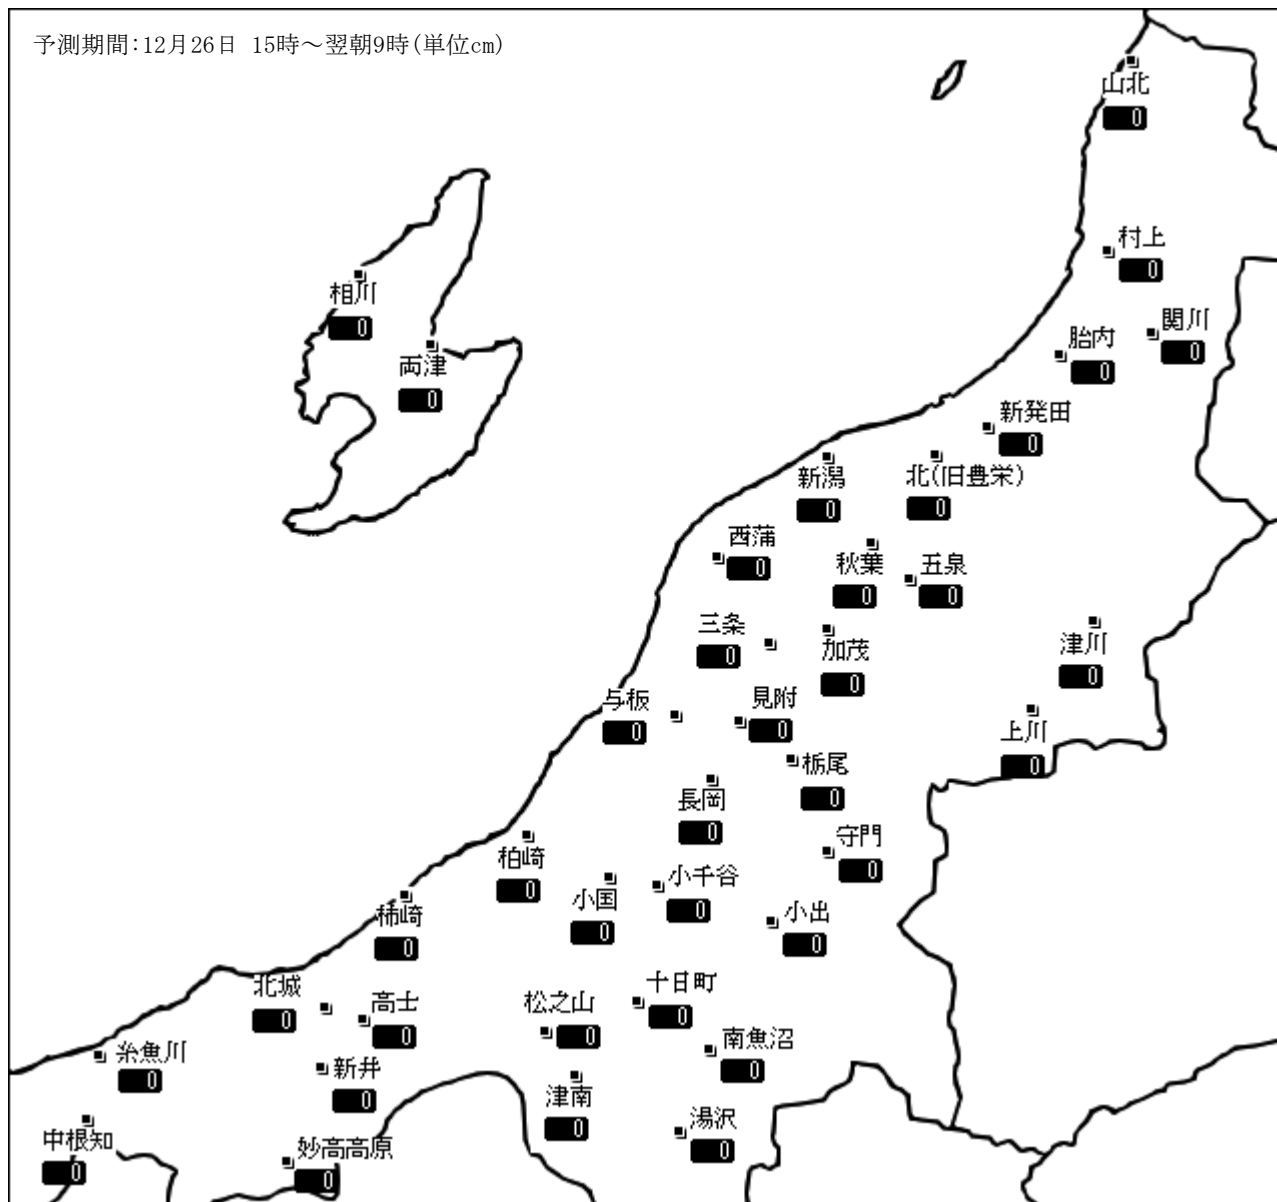 予測期間:12月26日 15時～翌朝9時(単位cm)
山北
0
村上
0
相川
0
関川
0
胎内
0
両津
0
新発田
0
新潟
0
北(旧豊栄)
0
西蒲
0
秋葉
0
五泉
0
三条
0
加茂
0
津川
0
与板
0
見附
0
上川
0
栃尾
0
長岡
0
守門
0
柏崎
0
小千谷
0
小国
0
小出
0
柿崎
0
北城
0
高士
0
松之山
0
十日町
0
南魚沼
0
糸魚川
0
新井
0
津南
0
湯沢
0
中根知
0
妙高高原
0